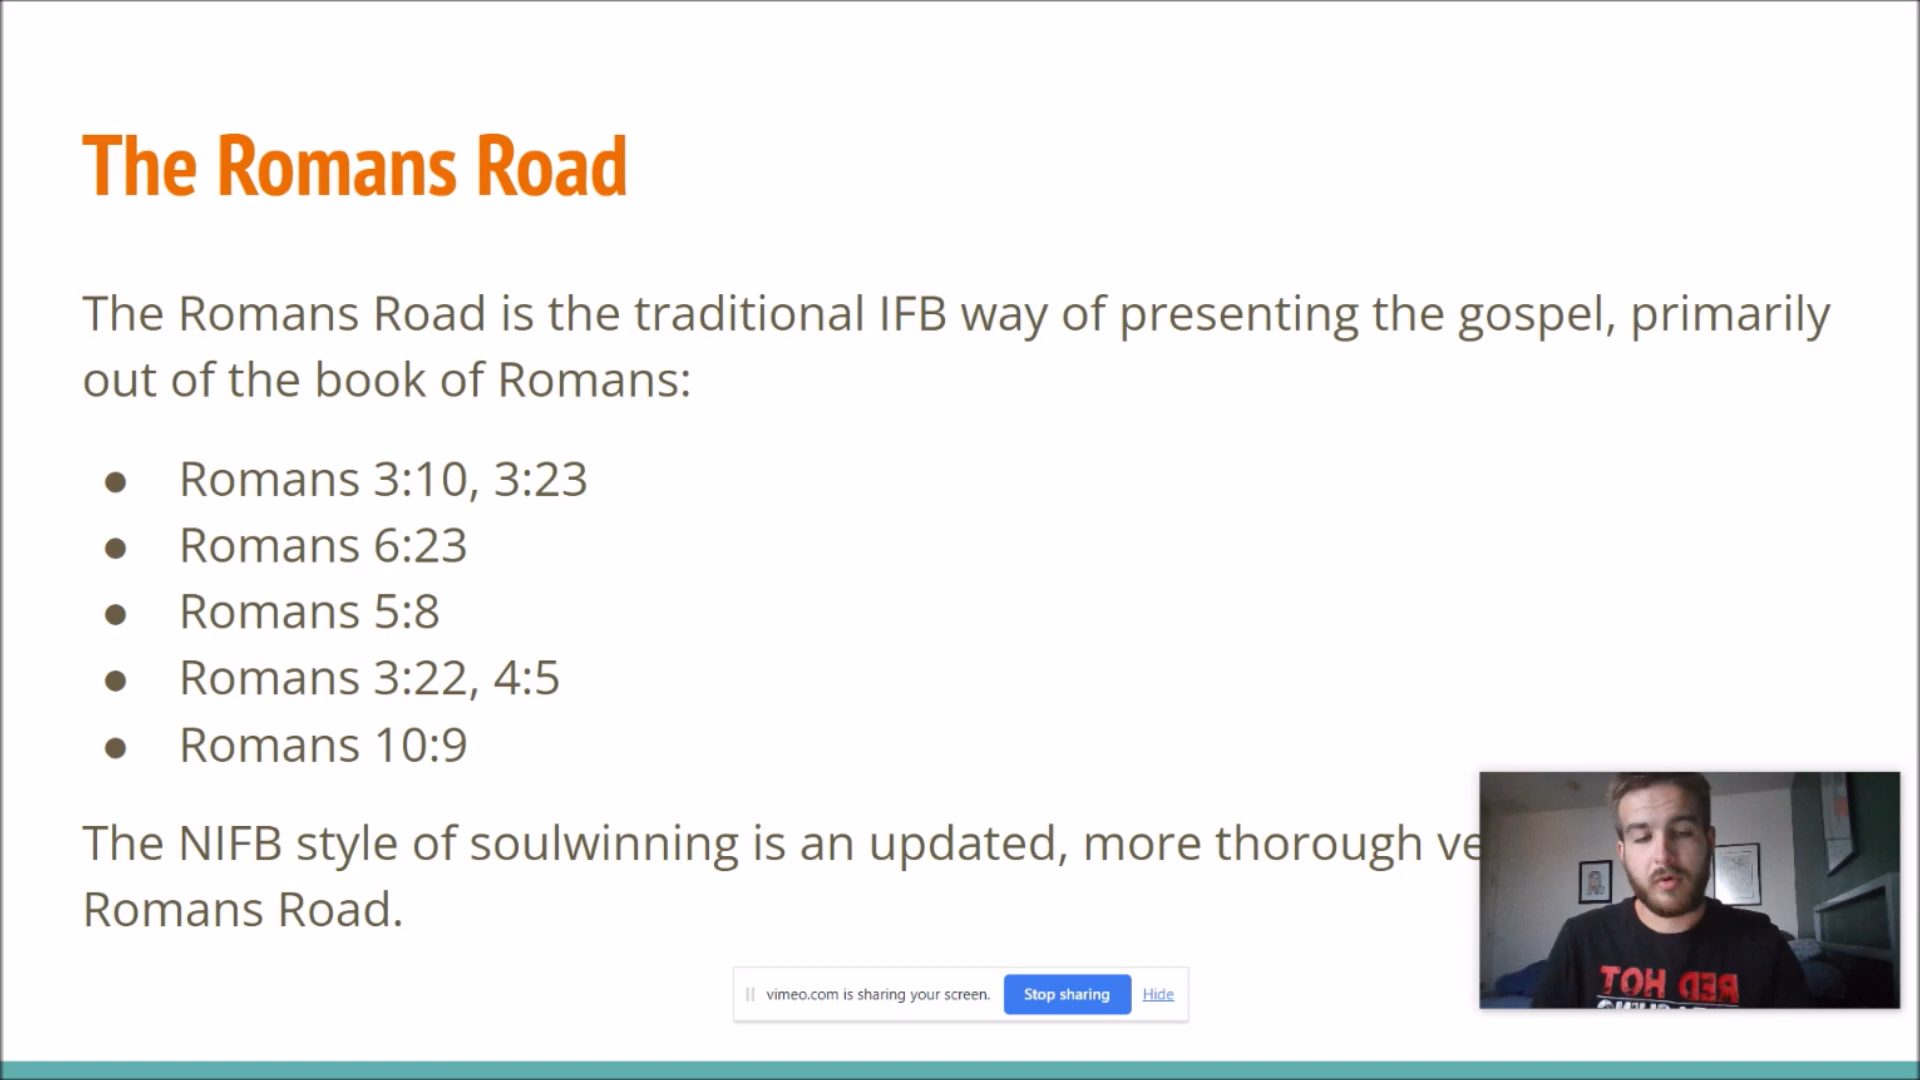 The Romans Road
The Romans Road is the traditional IFB way of presenting the gospel, primarily
out of the book of Romans:
● Romans 3:10, 3:23
● Romans 6:23
● Romans 5:8
● Romans 3:22, 4:5
● Romans 10:9
The NIFB style of soulwinning is an updated, more thorough ve
Romans Road.
RED HOT
vimeo.com is sharing your screen. Stop sharing Hide